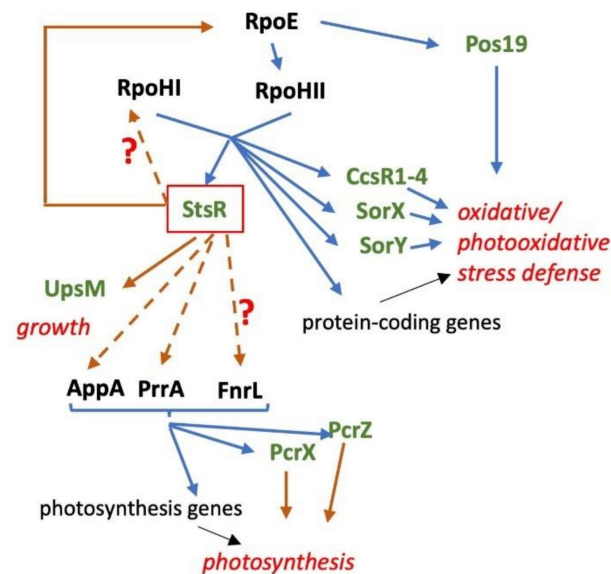 RpoE
Pos19
RpoHI
RpoHII
?
CcsR1-4
StsR
SorX
oxidative/
SorY
photooxidative
stress defense
UpsM
?
growth
protein-coding genes
AppA PrrA FnrL
PcrZ
PcrX
photosynthesis genes
photosynthesis